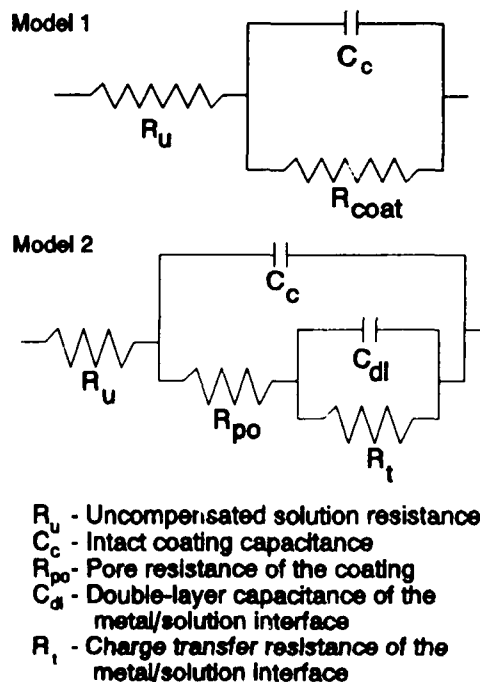 Model 1
C_c
R_u
R_coat
Model 2
C_c
R_u
C_dl
R_po
R_t
R_u - Uncompensated solution resistance
C_c - Intact coating capacitance
R_po - Pore resistance of the coating
C_dl - Double-layer capacitance of the
metal/solution interface
R_t - Charge transfer resistance of the
metal/solution interface